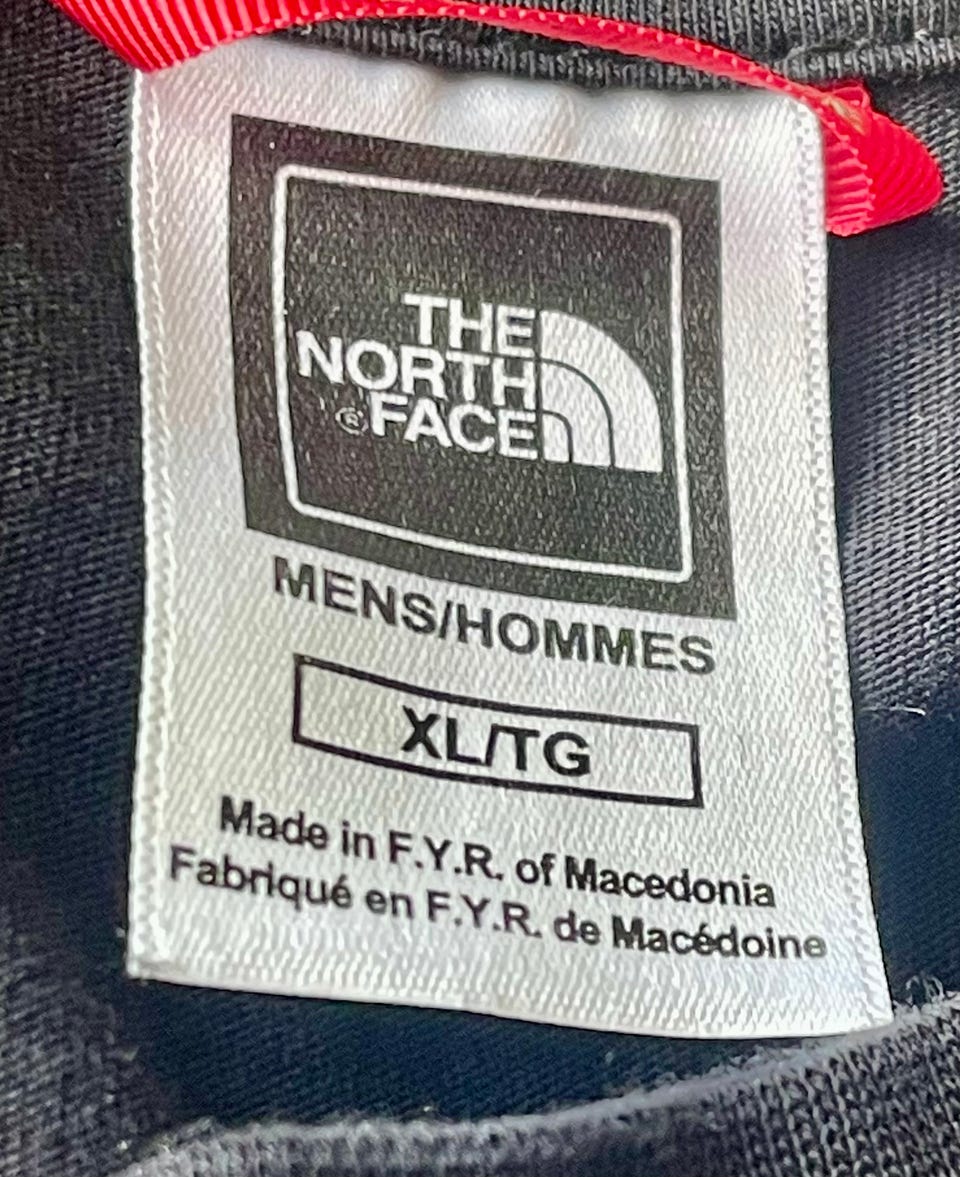 THE
NORTH
®FACE
MENS/HOMMES
XL/TG
Made in F.Y.R. of Macedonia
Fabriqué en F.Y.R. de Macédoine